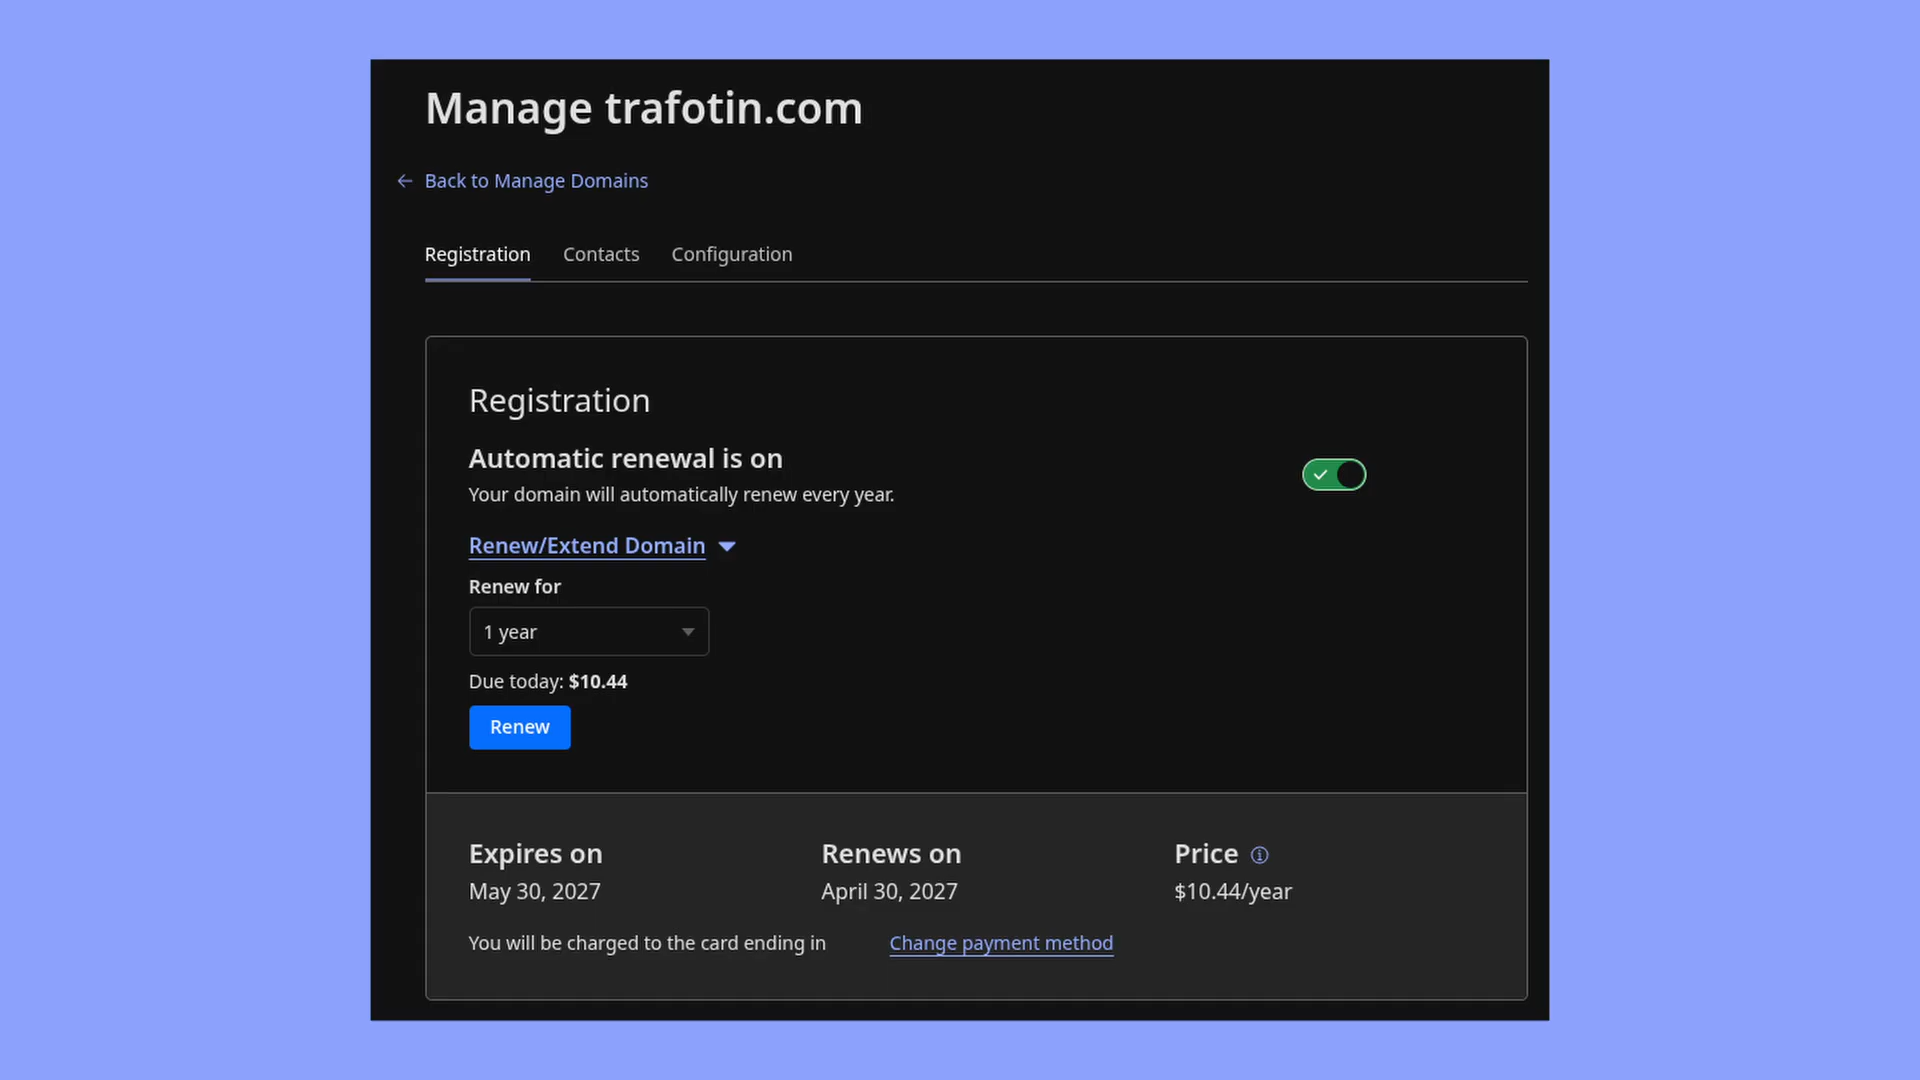 Manage trafotin.com
← Back to Manage Domains
Registration Contacts Configuration
Registration
Automatic renewal is on
Your domain will automatically renew every year.
Renew/Extend Domain
Renew for
1 year
Due today: $10.44
Renew
Expires on Renews on Price
May 30, 2027 April 30, 2027 $10.44/year
You will be charged to the card ending in Change payment method